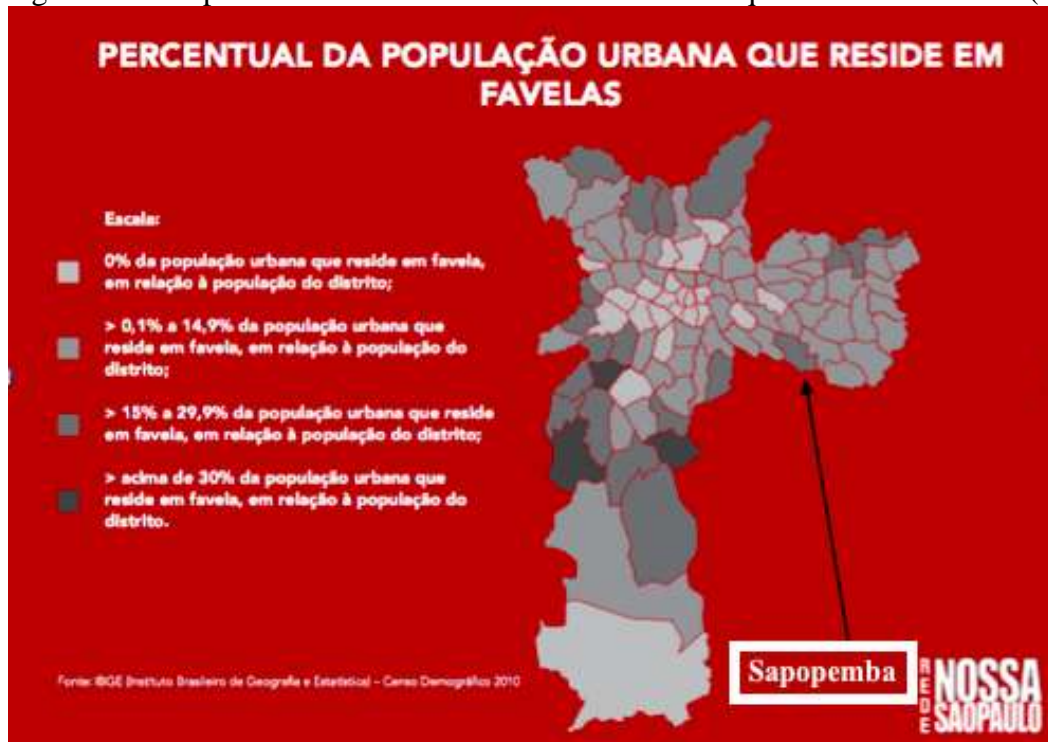 PERCENTUAL DA POPULAÇÃO URBANA QUE RESIDE EM
FAVELAS
Escala:
0% da população urbana que reside em favela,
em relação à população do distrito;
> 0,1% a 14,9% da população urbana que
reside em favela, em relação à população do
distrito;
> 15% a 29,9% da população urbana que reside
em favela, em relação à população do distrito;
> acima de 30% da população urbana que
reside em favela, em relação à população do
distrito.
Fonte: IBGE (Instituto Brasileiro de Geografia e Estatística) – Censo Demográfico 2010
Sapopemba
REDE
NOSSA
SÃOPAULO